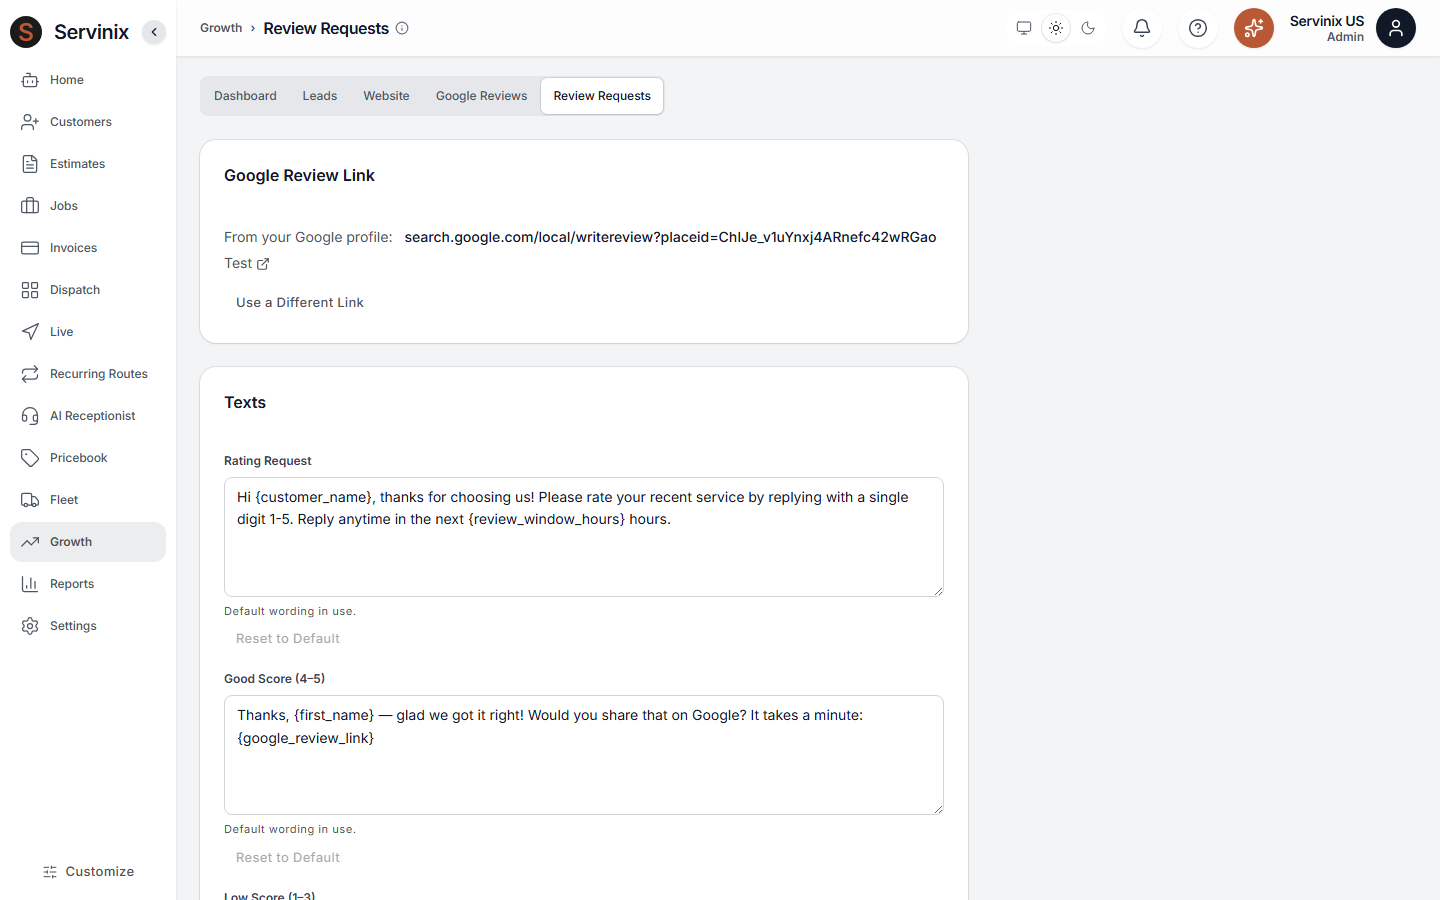 S Servinix
Growth › Review Requests
Servinix US
Admin
Home
Customers
Estimates
Jobs
Invoices
Dispatch
Live
Recurring Routes
AI Receptionist
Pricebook
Fleet
Growth
Reports
Settings
Customize
Dashboard Leads Website Google Reviews Review Requests
Google Review Link
From your Google profile: search.google.com/local/writereview?placeid=ChIJe_v1uYnxj4ARnefc42wRGao
Test
Use a Different Link
Texts
Rating Request
Hi {customer_name}, thanks for choosing us! Please rate your recent service by replying with a single
digit 1-5. Reply anytime in the next {review_window_hours} hours.
Default wording in use.
Reset to Default
Good Score (4–5)
Thanks, {first_name} — glad we got it right! Would you share that on Google? It takes a minute:
{google_review_link}
Default wording in use.
Reset to Default
Low Score (1–3)